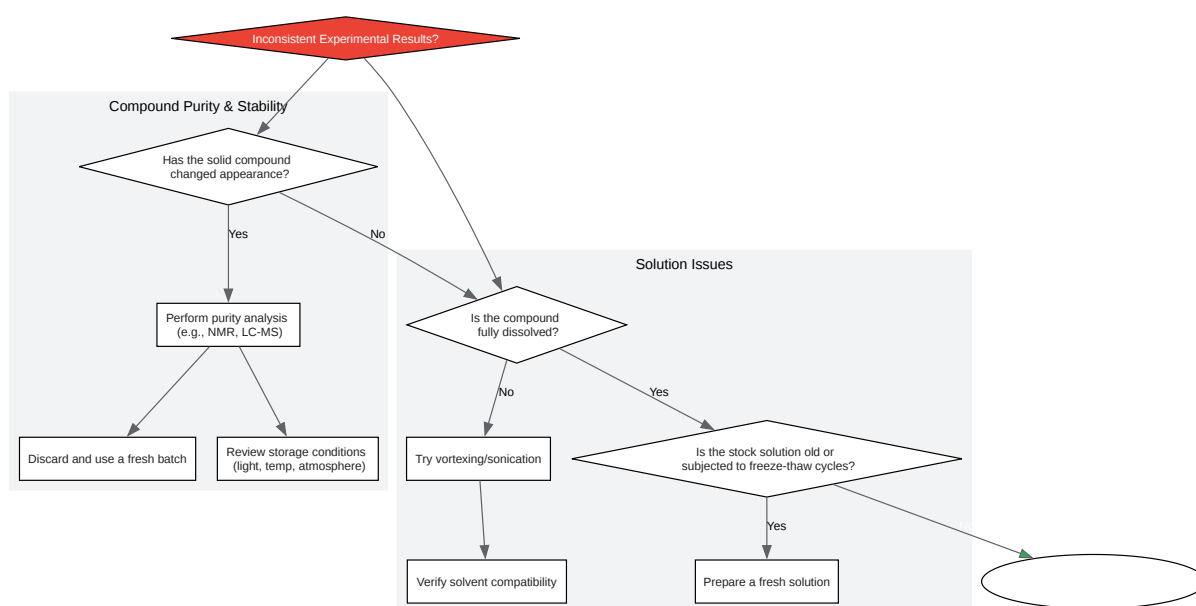 Inconsistent Experimental Results?
Compound Purity & Stability
Has the solid compound
changed appearance?
Yes
No
Solution Issues
Perform purity analysis
(e.g., NMR, LC-MS)
Is the compound
fully dissolved?
No
Yes
Discard and use a fresh batch
Review storage conditions
(light, temp, atmosphere)
Try vortexing/sonication
Is the stock solution old or
subjected to freeze-thaw cycles?
Yes
Verify solvent compatibility
Prepare a fresh solution